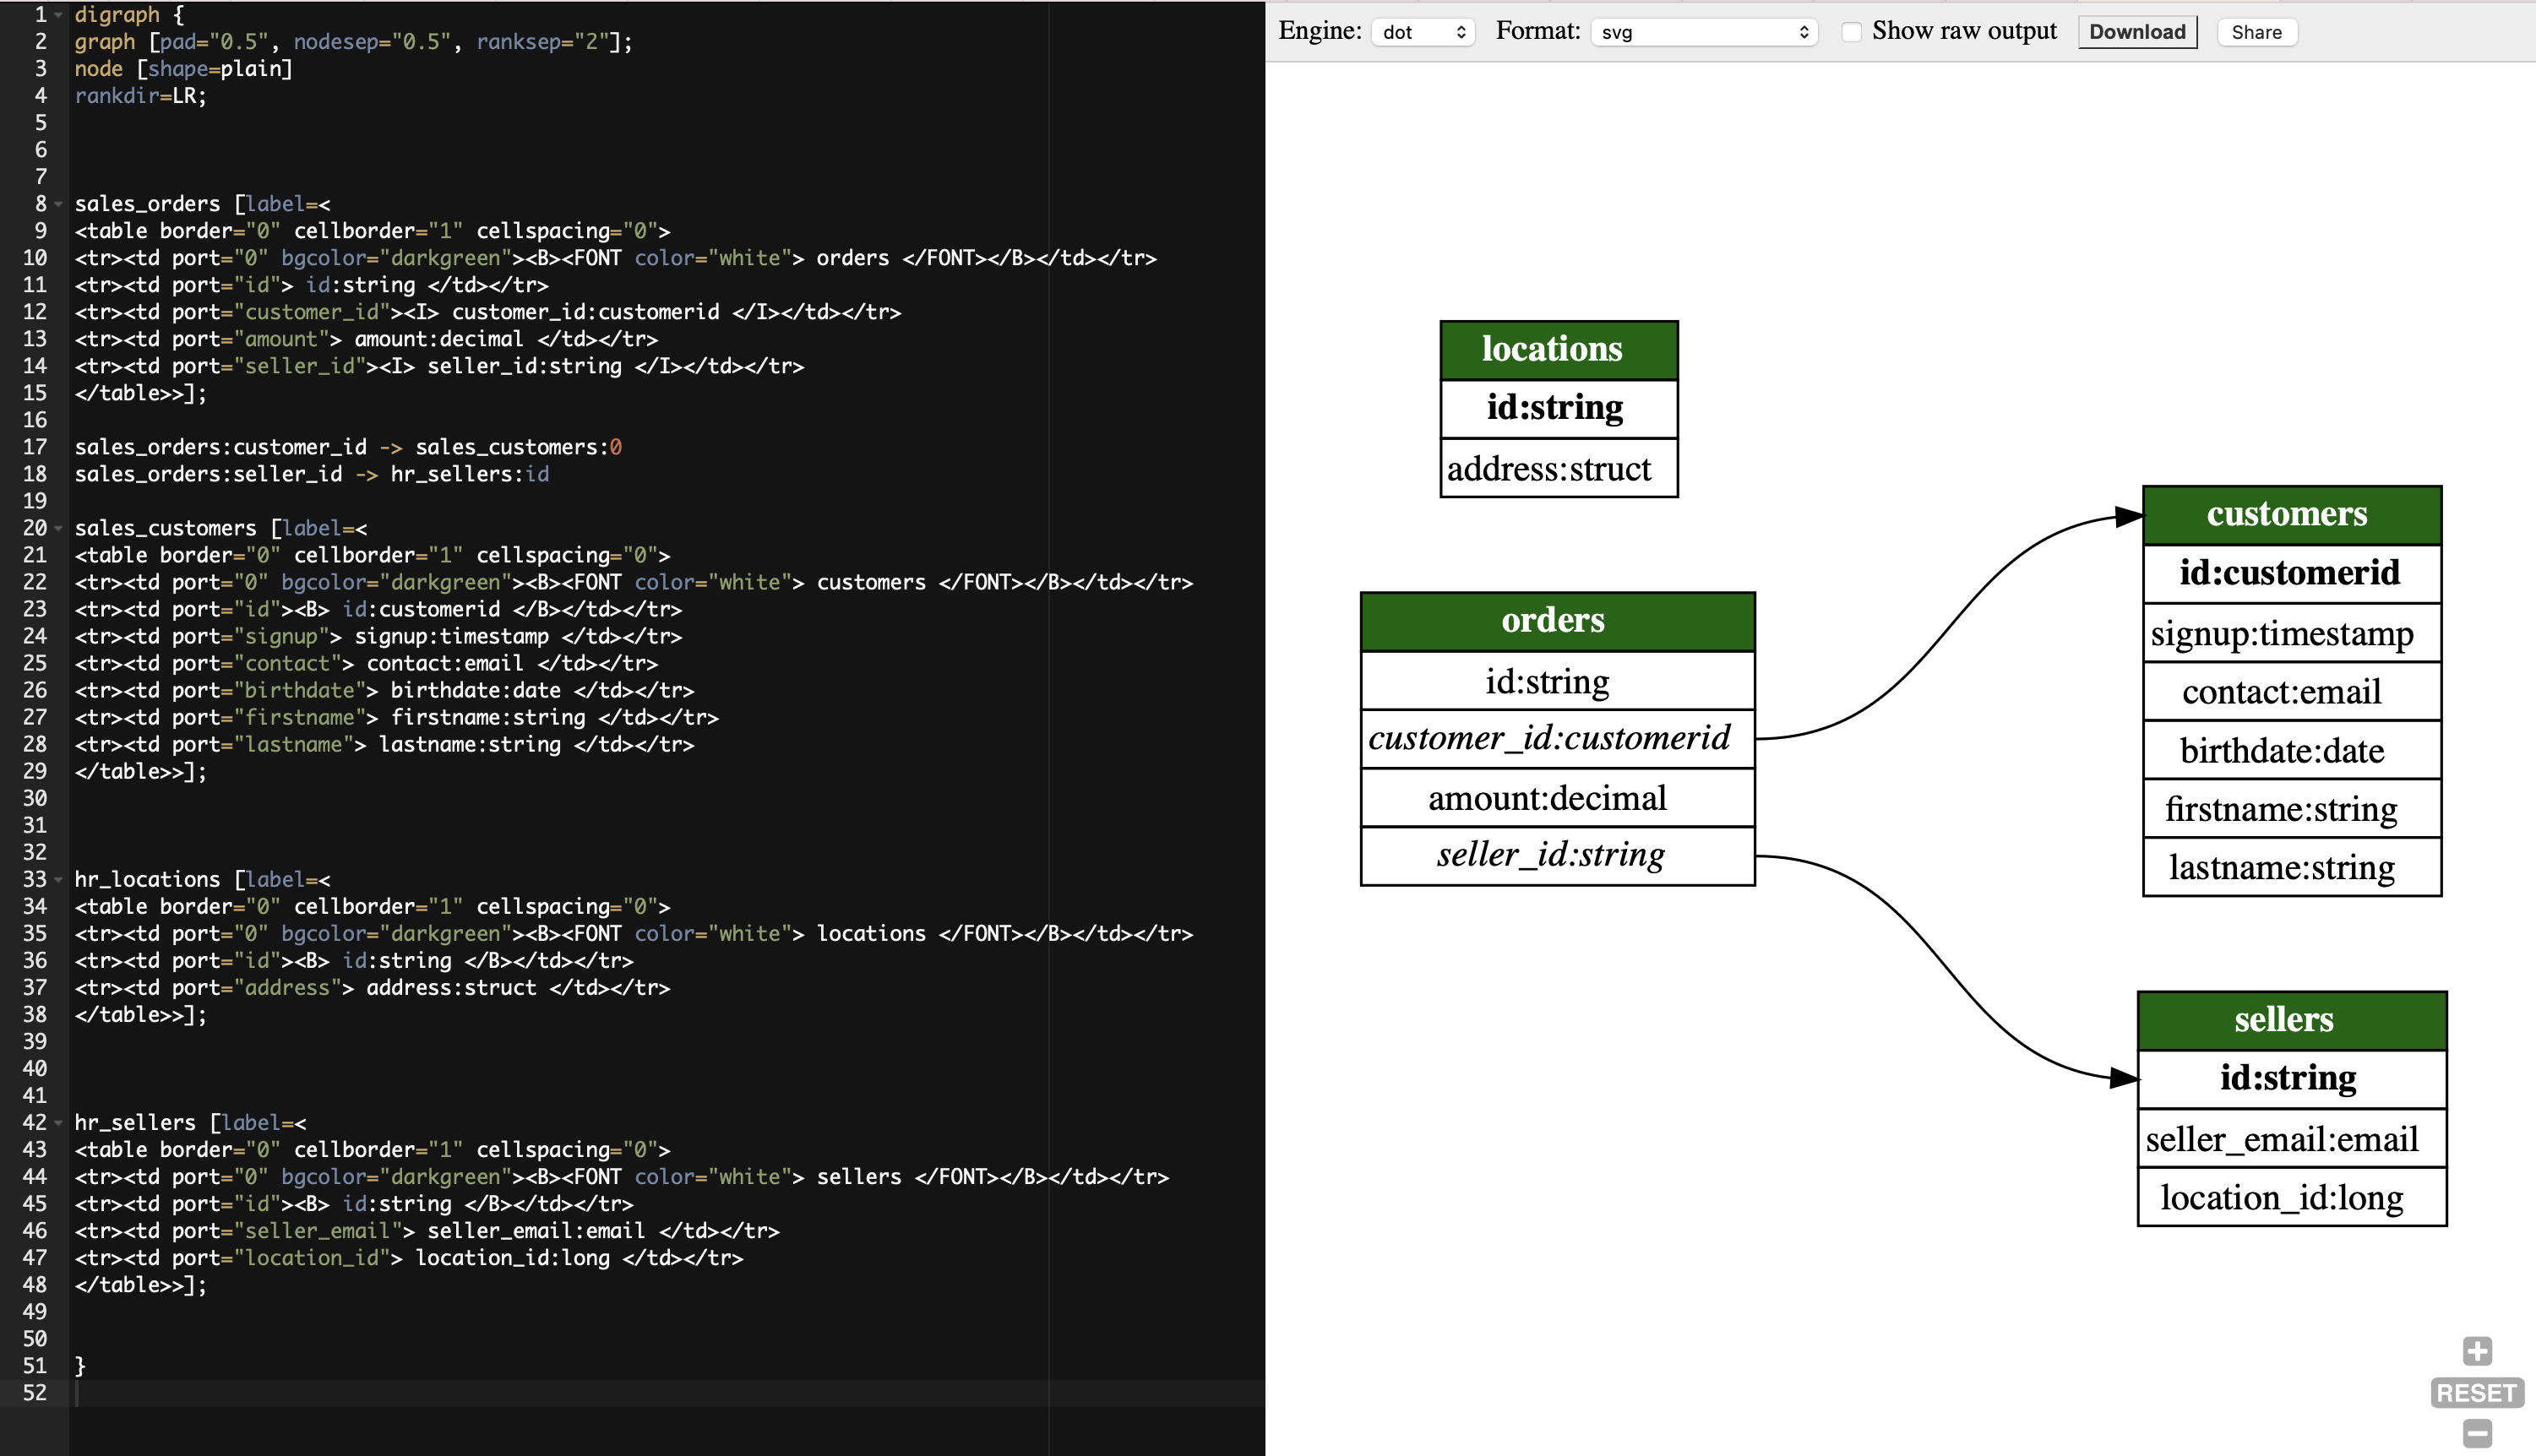 1 digraph {
2 graph [pad="0.5", nodesep="0.5", ranksep="2"];
3 node [shape=plain]
4 rankdir=LR;
5
6
7
8 sales_orders [label=<
9 <table border="0" cellborder="1" cellspacing="0">
10 <tr><td port="0" bgcolor="darkgreen"><B><FONT color="white"> orders </FONT></B></td></tr>
11 <tr><td port="id"> id:string </td></tr>
12 <tr><td port="customer_id"><I> customer_id:customerid </I></td></tr>
13 <tr><td port="amount"> amount:decimal </td></tr>
14 <tr><td port="seller_id"><I> seller_id:string </I></td></tr>
15 </table>>];
16
17 sales_orders:customer_id -> sales_customers:0
18 sales_orders:seller_id -> hr_sellers:id
19
20 sales_customers [label=<
21 <table border="0" cellborder="1" cellspacing="0">
22 <tr><td port="0" bgcolor="darkgreen"><B><FONT color="white"> customers </FONT></B></td></tr>
23 <tr><td port="id"><B> id:customerid </B></td></tr>
24 <tr><td port="signup"> signup:timestamp </td></tr>
25 <tr><td port="contact"> contact:email </td></tr>
26 <tr><td port="birthdate"> birthdate:date </td></tr>
27 <tr><td port="firstname"> firstname:string </td></tr>
28 <tr><td port="lastname"> lastname:string </td></tr>
29 </table>>];
30
31
32
33 hr_locations [label=<
34 <table border="0" cellborder="1" cellspacing="0">
35 <tr><td port="0" bgcolor="darkgreen"><B><FONT color="white"> locations </FONT></B></td></tr>
36 <tr><td port="id"><B> id:string </B></td></tr>
37 <tr><td port="address"> address:struct </td></tr>
38 </table>>];
39
40
41
42 hr_sellers [label=<
43 <table border="0" cellborder="1" cellspacing="0">
44 <tr><td port="0" bgcolor="darkgreen"><B><FONT color="white"> sellers </FONT></B></td></tr>
45 <tr><td port="id"><B> id:string </B></td></tr>
46 <tr><td port="seller_email"> seller_email:email </td></tr>
47 <tr><td port="location_id"> location_id:long </td></tr>
48 </table>>];
49
50
51 }
52
Engine: dot Format: svg Show raw output Download Share
locations
id:string
address:struct
orders
id:string
customer_id:customerid
amount:decimal
seller_id:string
customers
id:customerid
signup:timestamp
contact:email
birthdate:date
firstname:string
lastname:string
sellers
id:string
seller_email:email
location_id:long
RESET